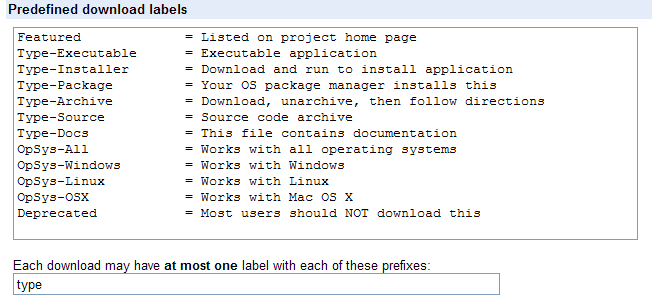 Predefined download labels
Featured = Listed on project home page
Type-Executable = Executable application
Type-Installer = Download and run to install application
Type-Package = Your OS package manager installs this
Type-Archive = Download, unarchive, then follow directions
Type-Source = Source code archive
Type-Docs = This file contains documentation
OpSys-All = Works with all operating systems
OpSys-Windows = Works with Windows
OpSys-Linux = Works with Linux
OpSys-OSX = Works with Mac OS X
Deprecated = Most users should NOT download this
Each download may have at most one label with each of these prefixes:
type